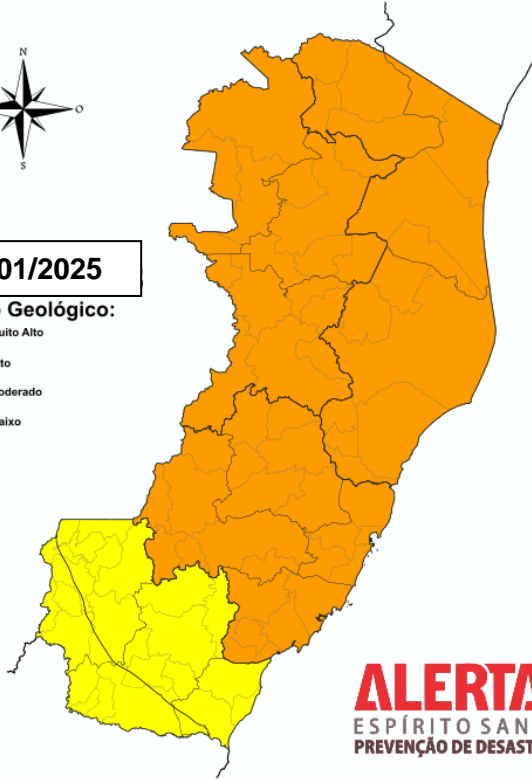 N
O
S
01/2025
Geológico:
uito Alto
to
oderado
aixo
ALERTA
ESPÍRITO SAN
PREVENÇÃO DE DESAST